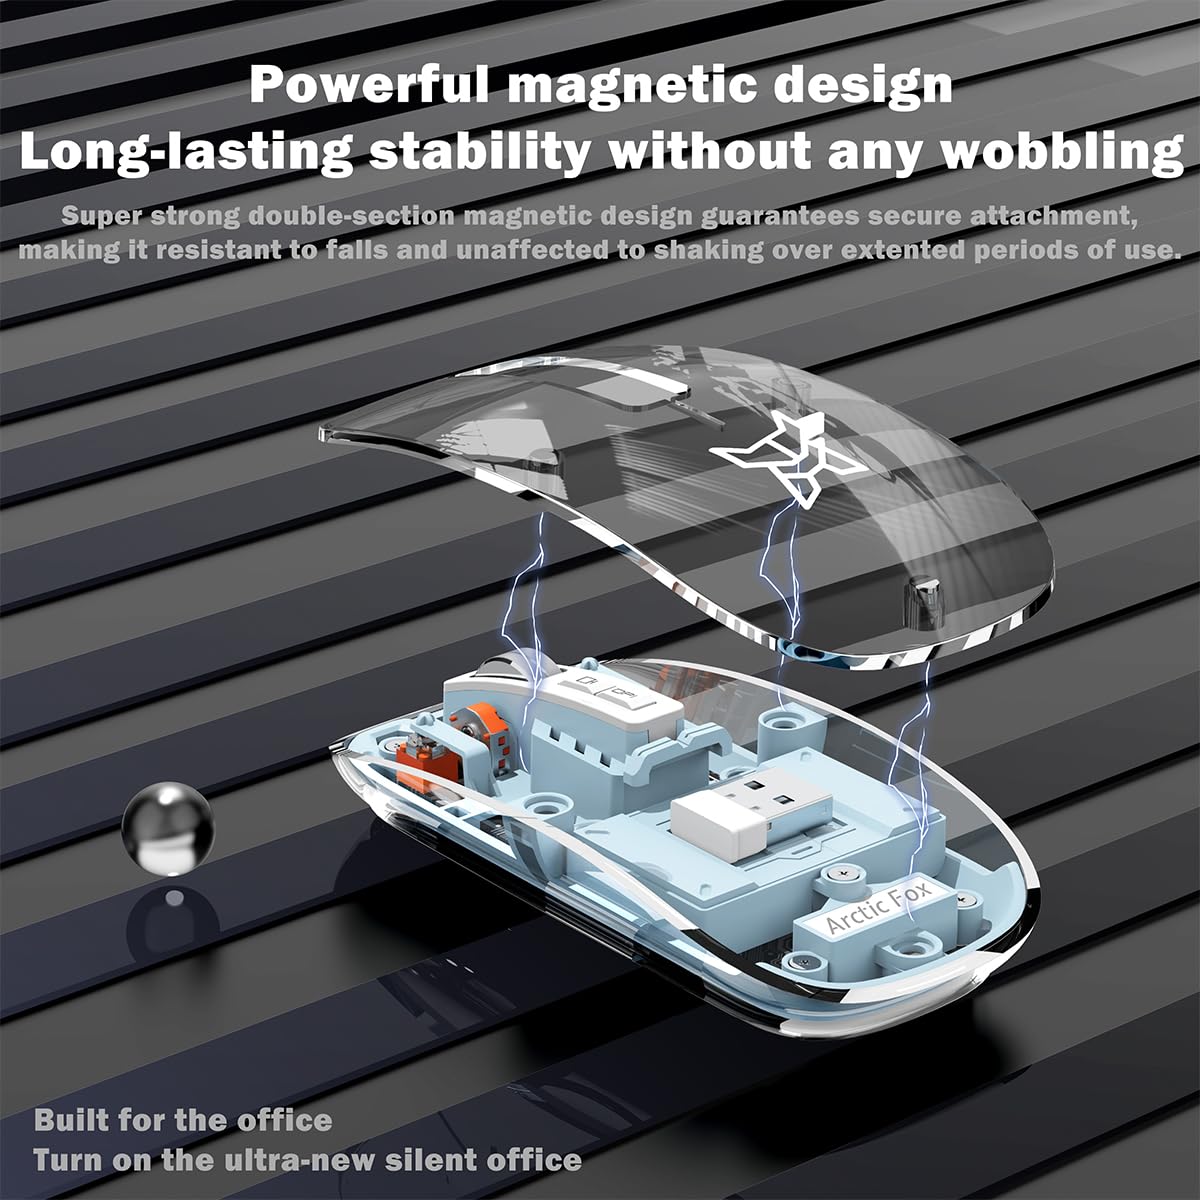 Powerful magnetic design
Long-lasting stability without any wobbling
Super strong double-section magnetic design guarantees secure attachment,
making it resistant to falls and unaffected to shaking over extented periods of use.
DPI
Arctic Fox
Built for the office
Turn on the ultra-new silent office